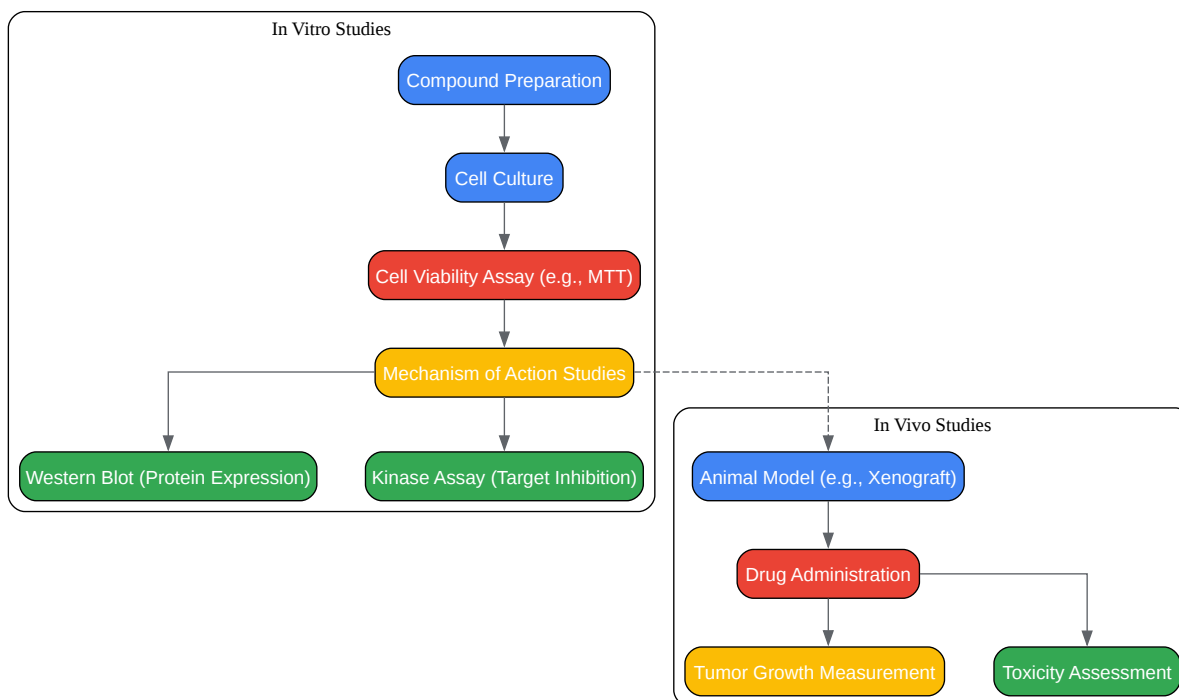 In Vitro Studies
Compound Preparation
Cell Culture
Cell Viability Assay (e.g., MTT)
Mechanism of Action Studies
Western Blot (Protein Expression)
Kinase Assay (Target Inhibition)
In Vivo Studies
Animal Model (e.g., Xenograft)
Drug Administration
Tumor Growth Measurement
Toxicity Assessment